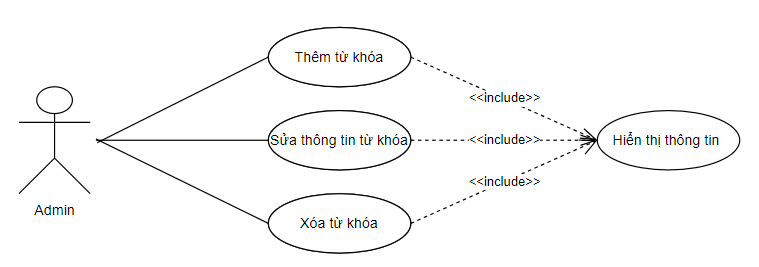 Thêm từ khóa
<<include>>
Sửa thông tin từ khóa
<<include>>
Hiển thị thông tin
<<include>>
Admin
Xóa từ khóa